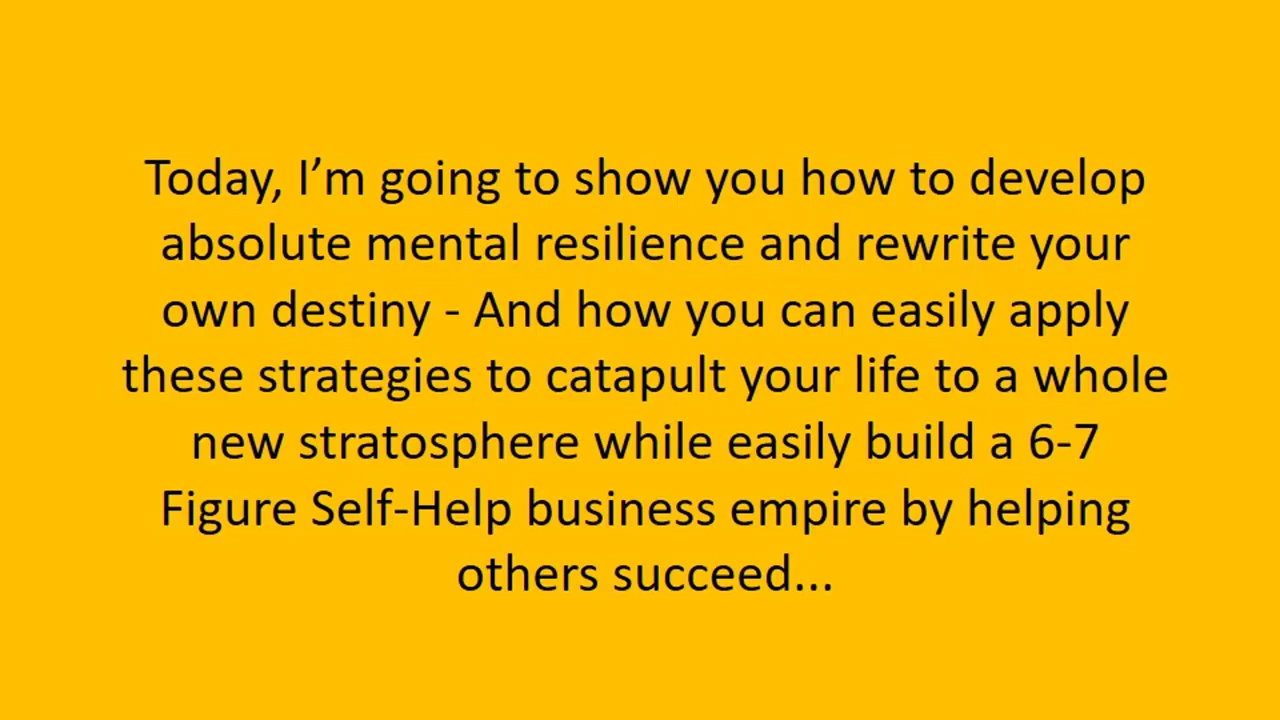 Today, I’m going to show you how to develop
absolute mental resilience and rewrite your
own destiny - And how you can easily apply
these strategies to catapult your life to a whole
new stratosphere while easily build a 6-7
Figure Self-Help business empire by helping
others succeed...